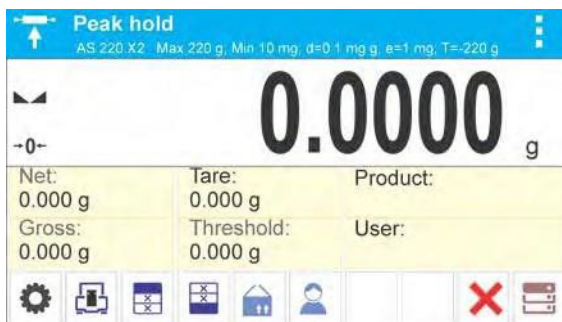 Peak hold
AS 220 X2 Max 220 g; Min 10 mg; d=0.1 mg g; e=1 mg; T=-220 g
→0←
0.0000 g
Net: Tare: Product:
0.000 g 0.000 g
Gross: Threshold: User:
0.000 g 0.000 g